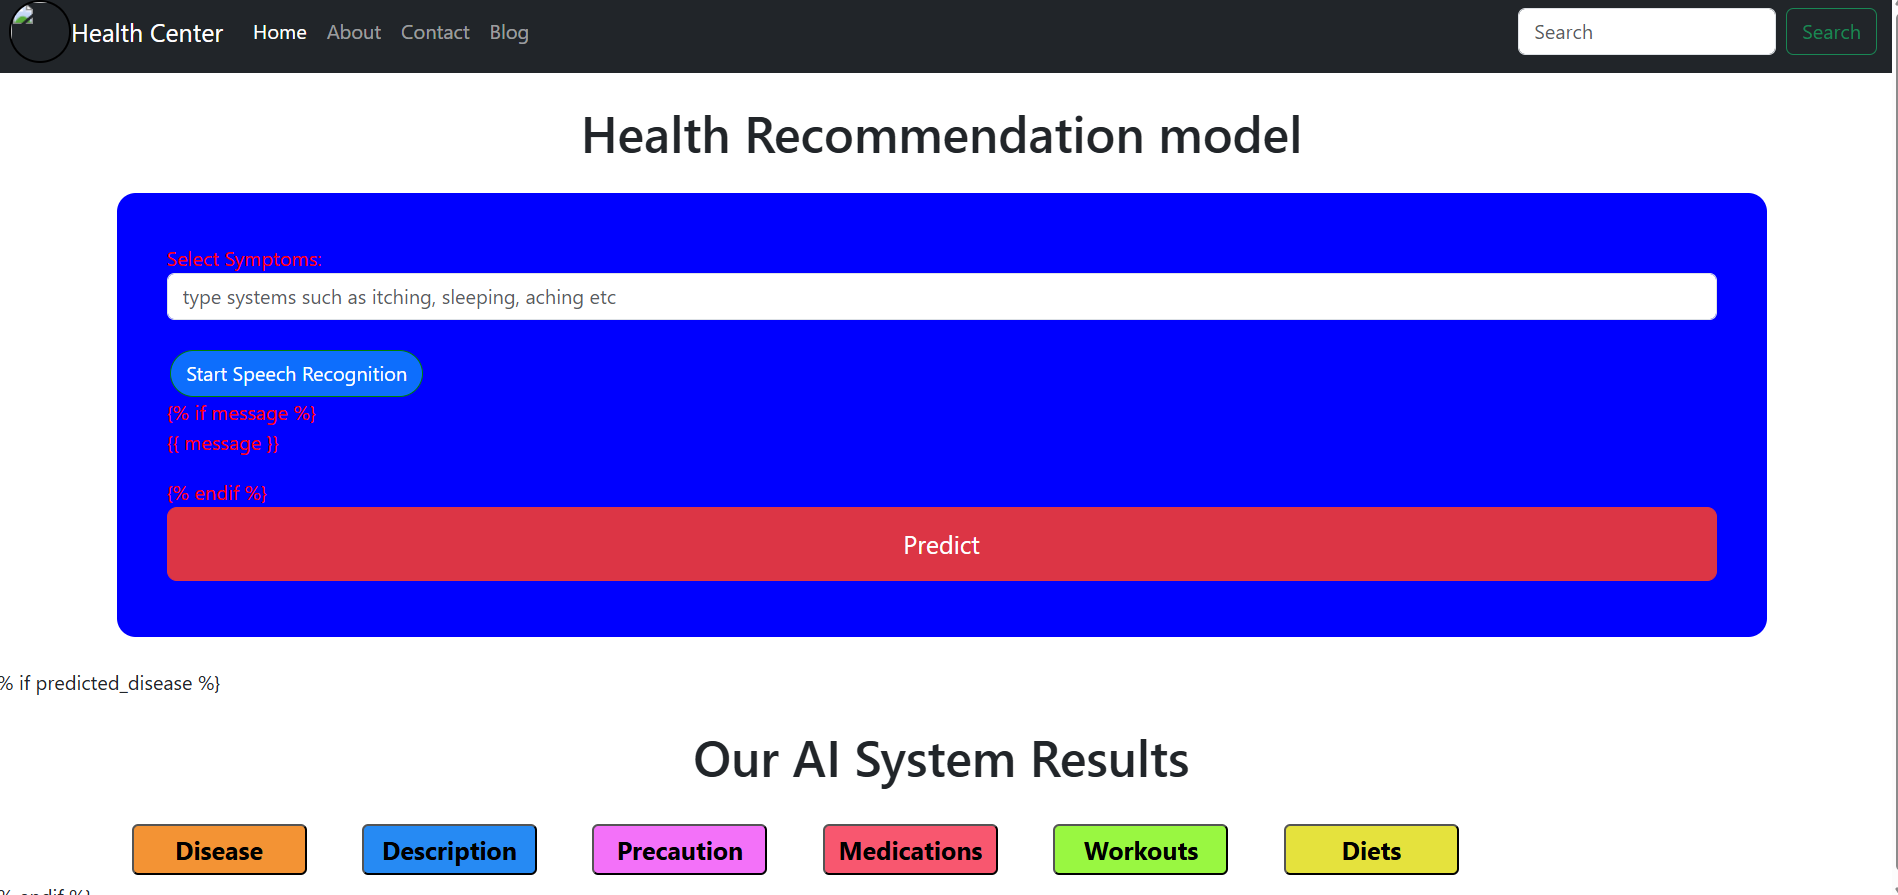 Health Center Home About Contact Blog Search Search
Health Recommendation model
Select Symptoms:
type systems such as itching, sleeping, aching etc
Start Speech Recognition
{% if message %}
{{ message }}
{% endif %}
Predict
% if predicted_disease %}
Our AI System Results
Disease Description Precaution Medications Workouts Diets
% endif %}